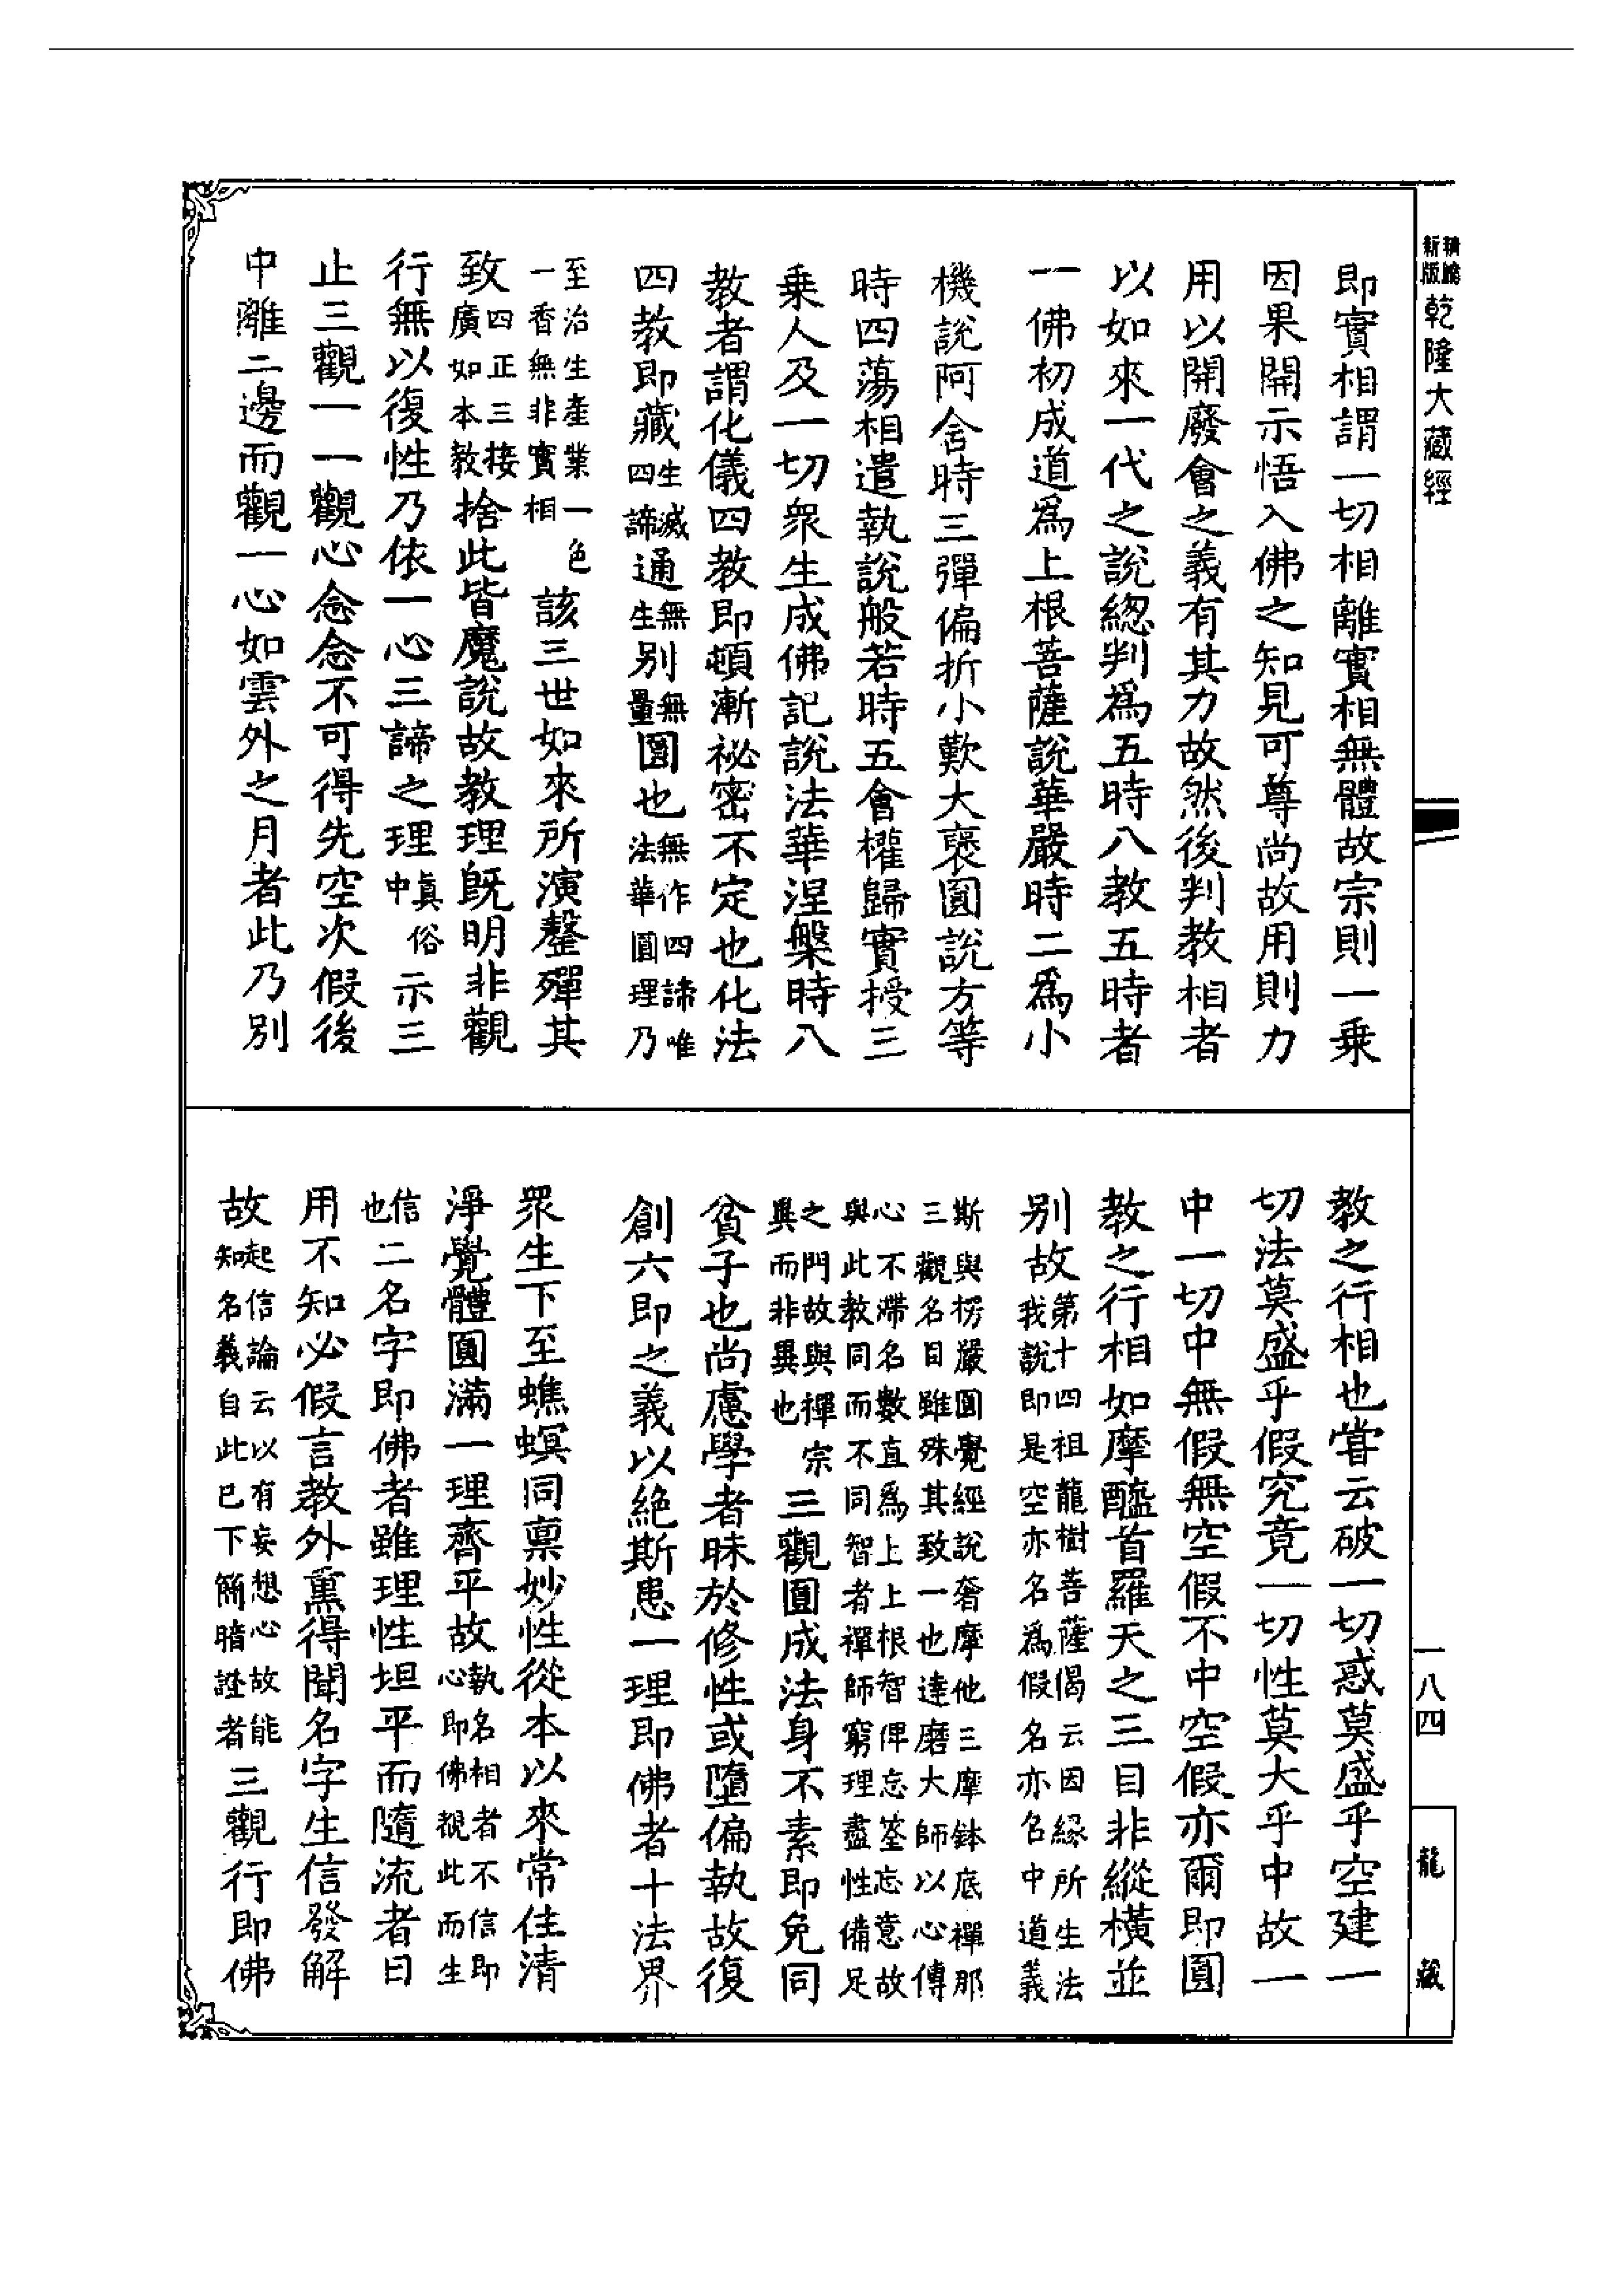 精編新版乾隆大藏經
即實相謂一切相離實相無體故宗則一乗
因果開示悟入佛之知見可尊尚故用則力
用以開廢會之義有其力故然後判教相者
以如來一代之說總判爲五時八教五時者
一佛初成道爲上根菩薩說華嚴時二爲小
機說阿含時三彈偏折小歎大褒圓說方等
時四蕩相遣執說般若時五會權歸實授三
乗人及一切衆生成佛記說法華涅槃時八
教者謂化儀四教即頓漸祕密不定也化法
四教即藏生滅四諦通無生别無量圓也無作四諦唯法華圓理乃
至治生產業一色一香無非實相該三世如來所演罄殫其
致四正三接廣如本教捨此皆魔說故教理既明非觀
行無以復性乃依一心三諦之理真俗中示三
止三觀一一觀心念念不可得先空次假後
中離二邊而觀一心如雲外之月者此乃別
教之行相也嘗云破一切惑莫盛乎空建一
切法莫盛乎假究竟一切性莫大乎中故一
中一切中無假無空假不中中空假亦爾即圓
教之行相如摩醯首羅天之三目非縱橫並
别故第十四祖龍樹菩薩偈云因緣所生法我說即是空亦名爲假名亦名中道義
斯與楞嚴圓覺經說奢摩他三摩鉢底禪那三觀名目雖殊其致一也達磨大師以心傳
心不滯名數直爲上上根智俾忘筌忘意故與此教同而不同智者禪師窮理盡性備足
之門故與禪宗異而非異也三觀圓成法身不素即免同
貧子也尚慮學者昧於修性或墮偏執故復
創六即之義以絕斯患一理即佛者十法界
衆生下至蟭螟同禀妙性從本以來常住清
淨覺體圓滿一理齊平故執名相者不信即心即佛覩此而生
信也二名字即佛者雖理性坦平而隨流者日
用不知必假言教外熏得聞名字生信發解
故起信論云以有妄想心故能知名義自此已下簡暗證者三觀行即佛
一八四
龍藏